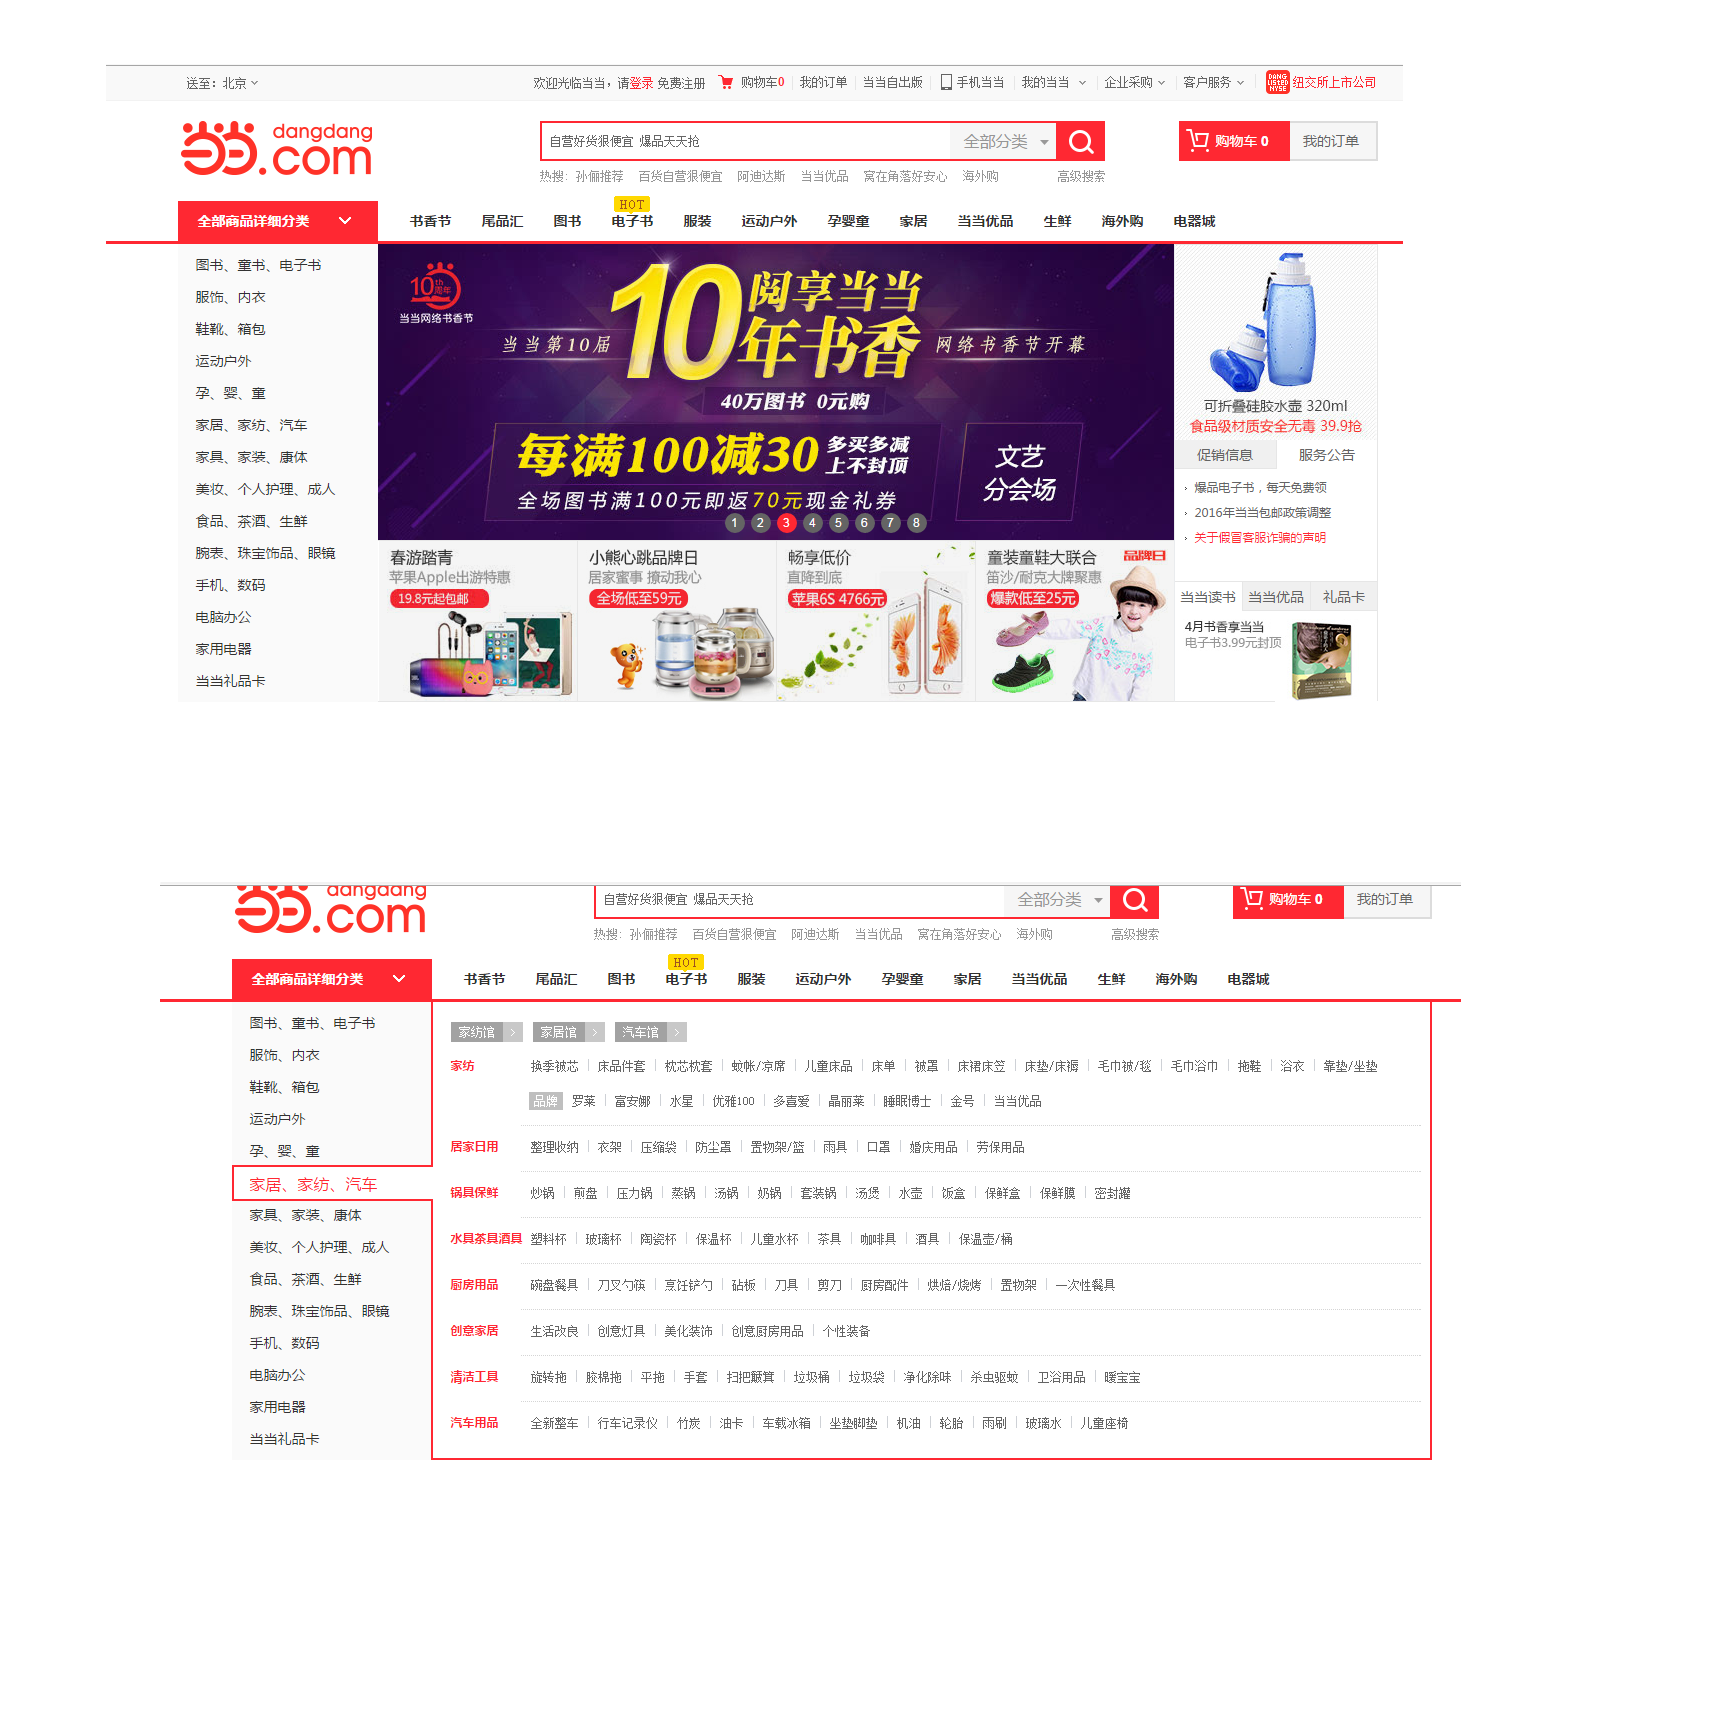 送至：北京
欢迎光临当当，请登录 免费注册 购物车0 我的订单 当当自出版 手机当当 我的当当 企业采购 客户服务 DANG LISTED NYSE 纽交所上市公司
dangdang
.com
自营好货狠便宜 爆品天天抢 全部分类
购物车 0 我的订单
热搜：孙俪推荐 百货自营狠便宜 阿迪达斯 当当优品 窝在角落好安心 海外购 高级搜索
HOT
全部商品详细分类 书香节 尾品汇 图书 电子书 服装 运动户外 孕婴童 家居 当当优品 生鲜 海外购 电器城
图书、童书、电子书
服饰、内衣
鞋靴、箱包
运动户外
孕、婴、童
家居、家纺、汽车
家具、家装、康体
美妆、个人护理、成人
食品、茶酒、生鲜
腕表、珠宝饰品、眼镜
手机、数码
电脑办公
家用电器
当当礼品卡
10th
周年
当当网络书香节
10
阅享当当
年书香
当当第10届
网络书香节开幕
40万图书 0元购
每满100减30 多买多减
上不封顶
全场图书满100元即返70元现金礼券
文艺
分会场
1 2 3 4 5 6 7 8
春游踏青
苹果Apple出游特惠
19.8元起包邮
小熊心跳品牌日
居家蜜事 撩动我心
全场低至59元
畅享低价
直降到底
苹果6S 4766元
童装童鞋大联合 品牌日
笛沙/耐克大牌聚惠
爆款低至25元
可折叠硅胶水壶 320ml
食品级材质安全无毒 39.9抢
促销信息 服务公告
爆品电子书，每天免费领
2016年当当包邮政策调整
关于假冒客服诈骗的声明
当当读书 当当优品 礼品卡
4月书香享当当
电子书3.99元封顶
dangdang
.com
自营好货狠便宜 爆品天天抢 全部分类
购物车 0 我的订单
热搜：孙俪推荐 百货自营狠便宜 阿迪达斯 当当优品 窝在角落好安心 海外购 高级搜索
HOT
全部商品详细分类 书香节 尾品汇 图书 电子书 服装 运动户外 孕婴童 家居 当当优品 生鲜 海外购 电器城
图书、童书、电子书
服饰、内衣
鞋靴、箱包
运动户外
孕、婴、童
家居、家纺、汽车
家具、家装、康体
美妆、个人护理、成人
食品、茶酒、生鲜
腕表、珠宝饰品、眼镜
手机、数码
电脑办公
家用电器
当当礼品卡
家纺馆 > 家居馆 > 汽车馆 >
家纺 换季被芯 床品件套 枕芯枕套 蚊帐/凉席 儿童床品 床单 被罩 床裙床笠 床垫/床褥 毛巾被/毯 毛巾浴巾 拖鞋 浴衣 靠垫/坐垫
品牌 罗莱 富安娜 水星 优雅100 多喜爱 晶丽莱 睡眠博士 金号 当当优品
居家日用 整理收纳 衣架 压缩袋 防尘罩 置物架/篮 雨具 口罩 婚庆用品 劳保用品
锅具保鲜 炒锅 煎盘 压力锅 蒸锅 汤锅 奶锅 套装锅 汤煲 水壶 饭盒 保鲜盒 保鲜膜 密封罐
水具茶具酒具 塑料杯 玻璃杯 陶瓷杯 保温杯 儿童水杯 茶具 咖啡具 酒具 保温壶/桶
厨房用品 碗盘餐具 刀叉勺筷 烹饪铲勺 砧板 刀具 剪刀 厨房配件 烘焙/烧烤 置物架 一次性餐具
创意家居 生活改良 创意灯具 美化装饰 创意厨房用品 个性装备
清洁工具 旋转拖 胶棉拖 平拖 手套 扫把簸箕 垃圾桶 垃圾袋 净化除味 杀虫驱蚊 卫浴用品 暖宝宝
汽车用品 全新整车 行车记录仪 竹炭 油卡 车载冰箱 坐垫脚垫 机油 轮胎 雨刷 玻璃水 儿童座椅